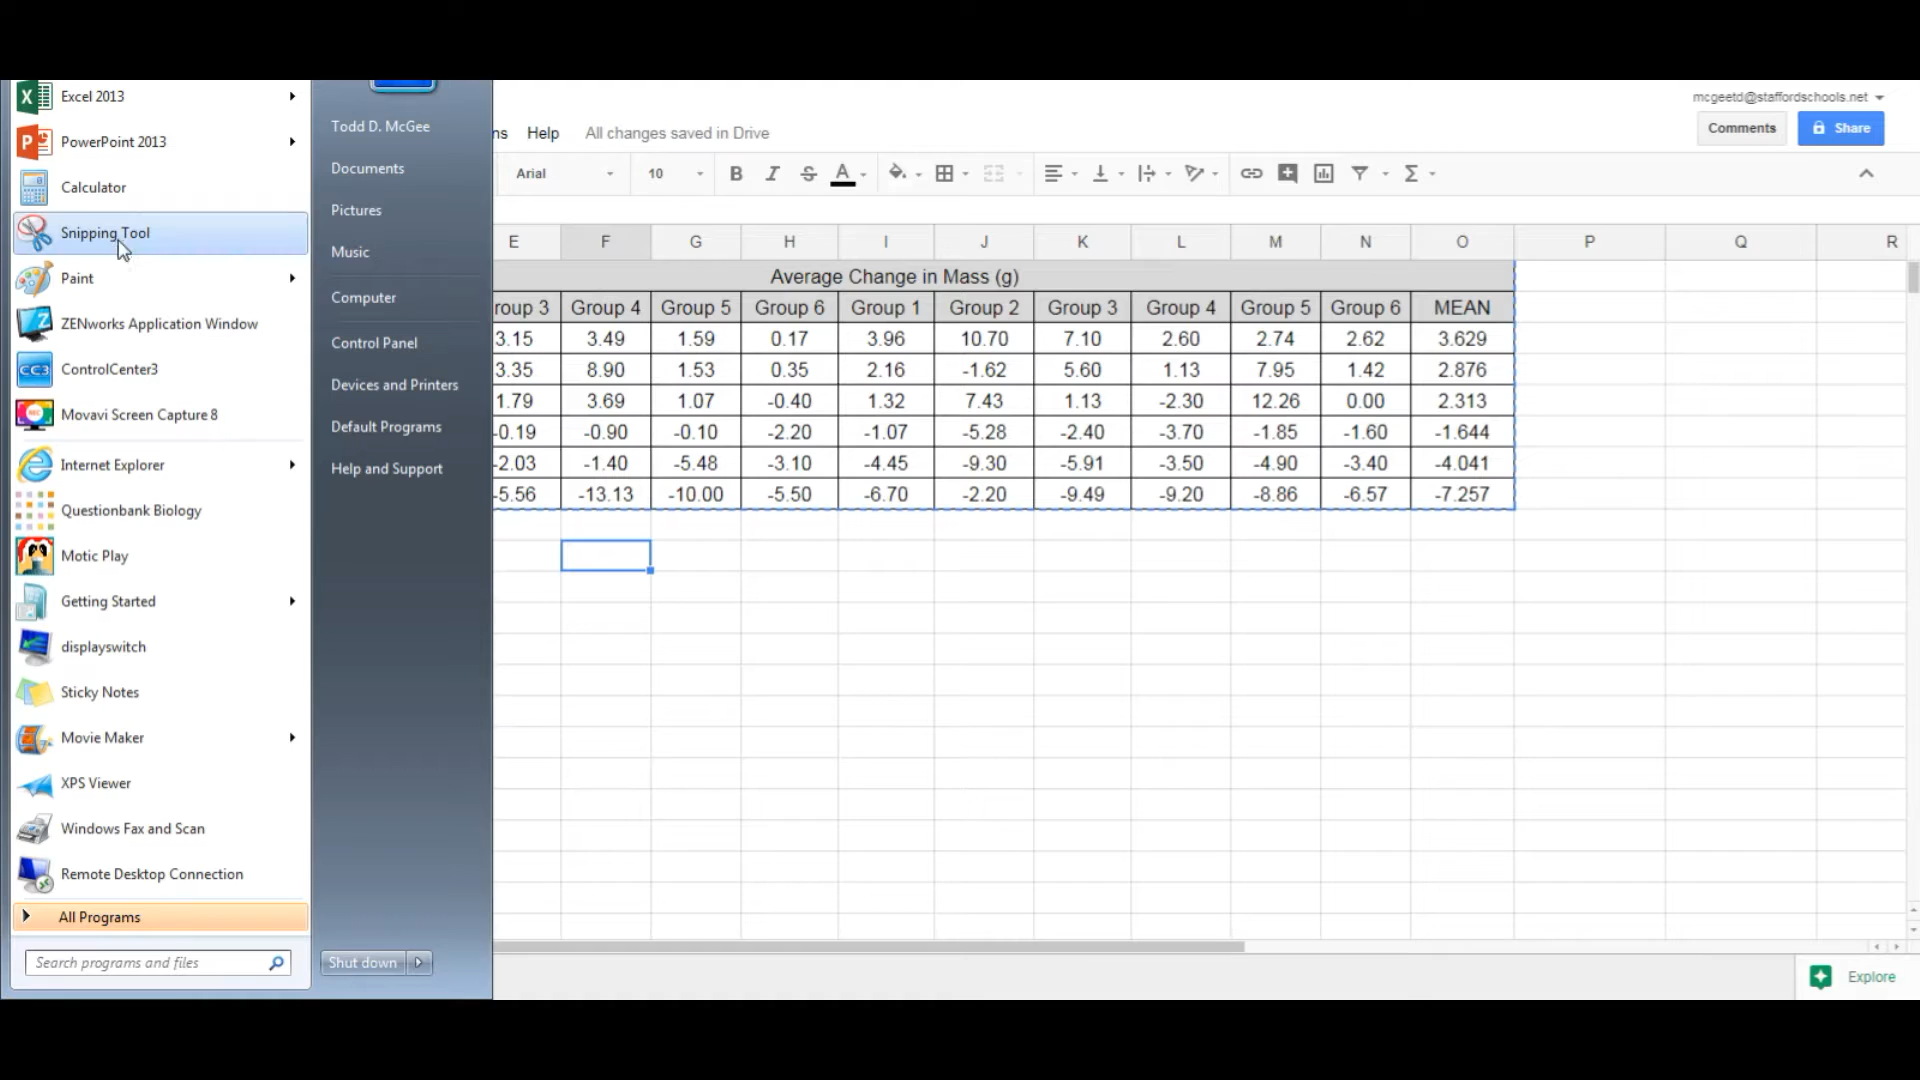 Excel 2013
PowerPoint 2013
Calculator
Snipping Tool
Paint
ZENworks Application Window
CC3 ControlCenter3
Movavi Screen Capture 8
Internet Explorer
Questionbank Biology
Motic Play
Getting Started
displayswitch
Sticky Notes
Movie Maker
XPS Viewer
Windows Fax and Scan
Remote Desktop Connection
All Programs
Search programs and files
Todd D. McGee
Documents
Pictures
Music
Computer
Control Panel
Devices and Printers
Default Programs
Help and Support
Shut down
mcgeetd@staffordschools.net
ns Help All changes saved in Drive
Comments Share
Arial 10 B I S A Σ
E F G H I J K L M N O P Q R
Average Change in Mass (g)
roup 3 Group 4 Group 5 Group 6 Group 1 Group 2 Group 3 Group 4 Group 5 Group 6 MEAN
3.15 3.49 1.59 0.17 3.96 10.70 7.10 2.60 2.74 2.62 3.629
3.35 8.90 1.53 0.35 2.16 -1.62 5.60 1.13 7.95 1.42 2.876
1.79 3.69 1.07 -0.40 1.32 7.43 1.13 -2.30 12.26 0.00 2.313
-0.19 -0.90 -0.10 -2.20 -1.07 -5.28 -2.40 -3.70 -1.85 -1.60 -1.644
-2.03 -1.40 -5.48 -3.10 -4.45 -9.30 -5.91 -3.50 -4.90 -3.40 -4.041
-5.56 -13.13 -10.00 -5.50 -6.70 -2.20 -9.49 -9.20 -8.86 -6.57 -7.257
Explore